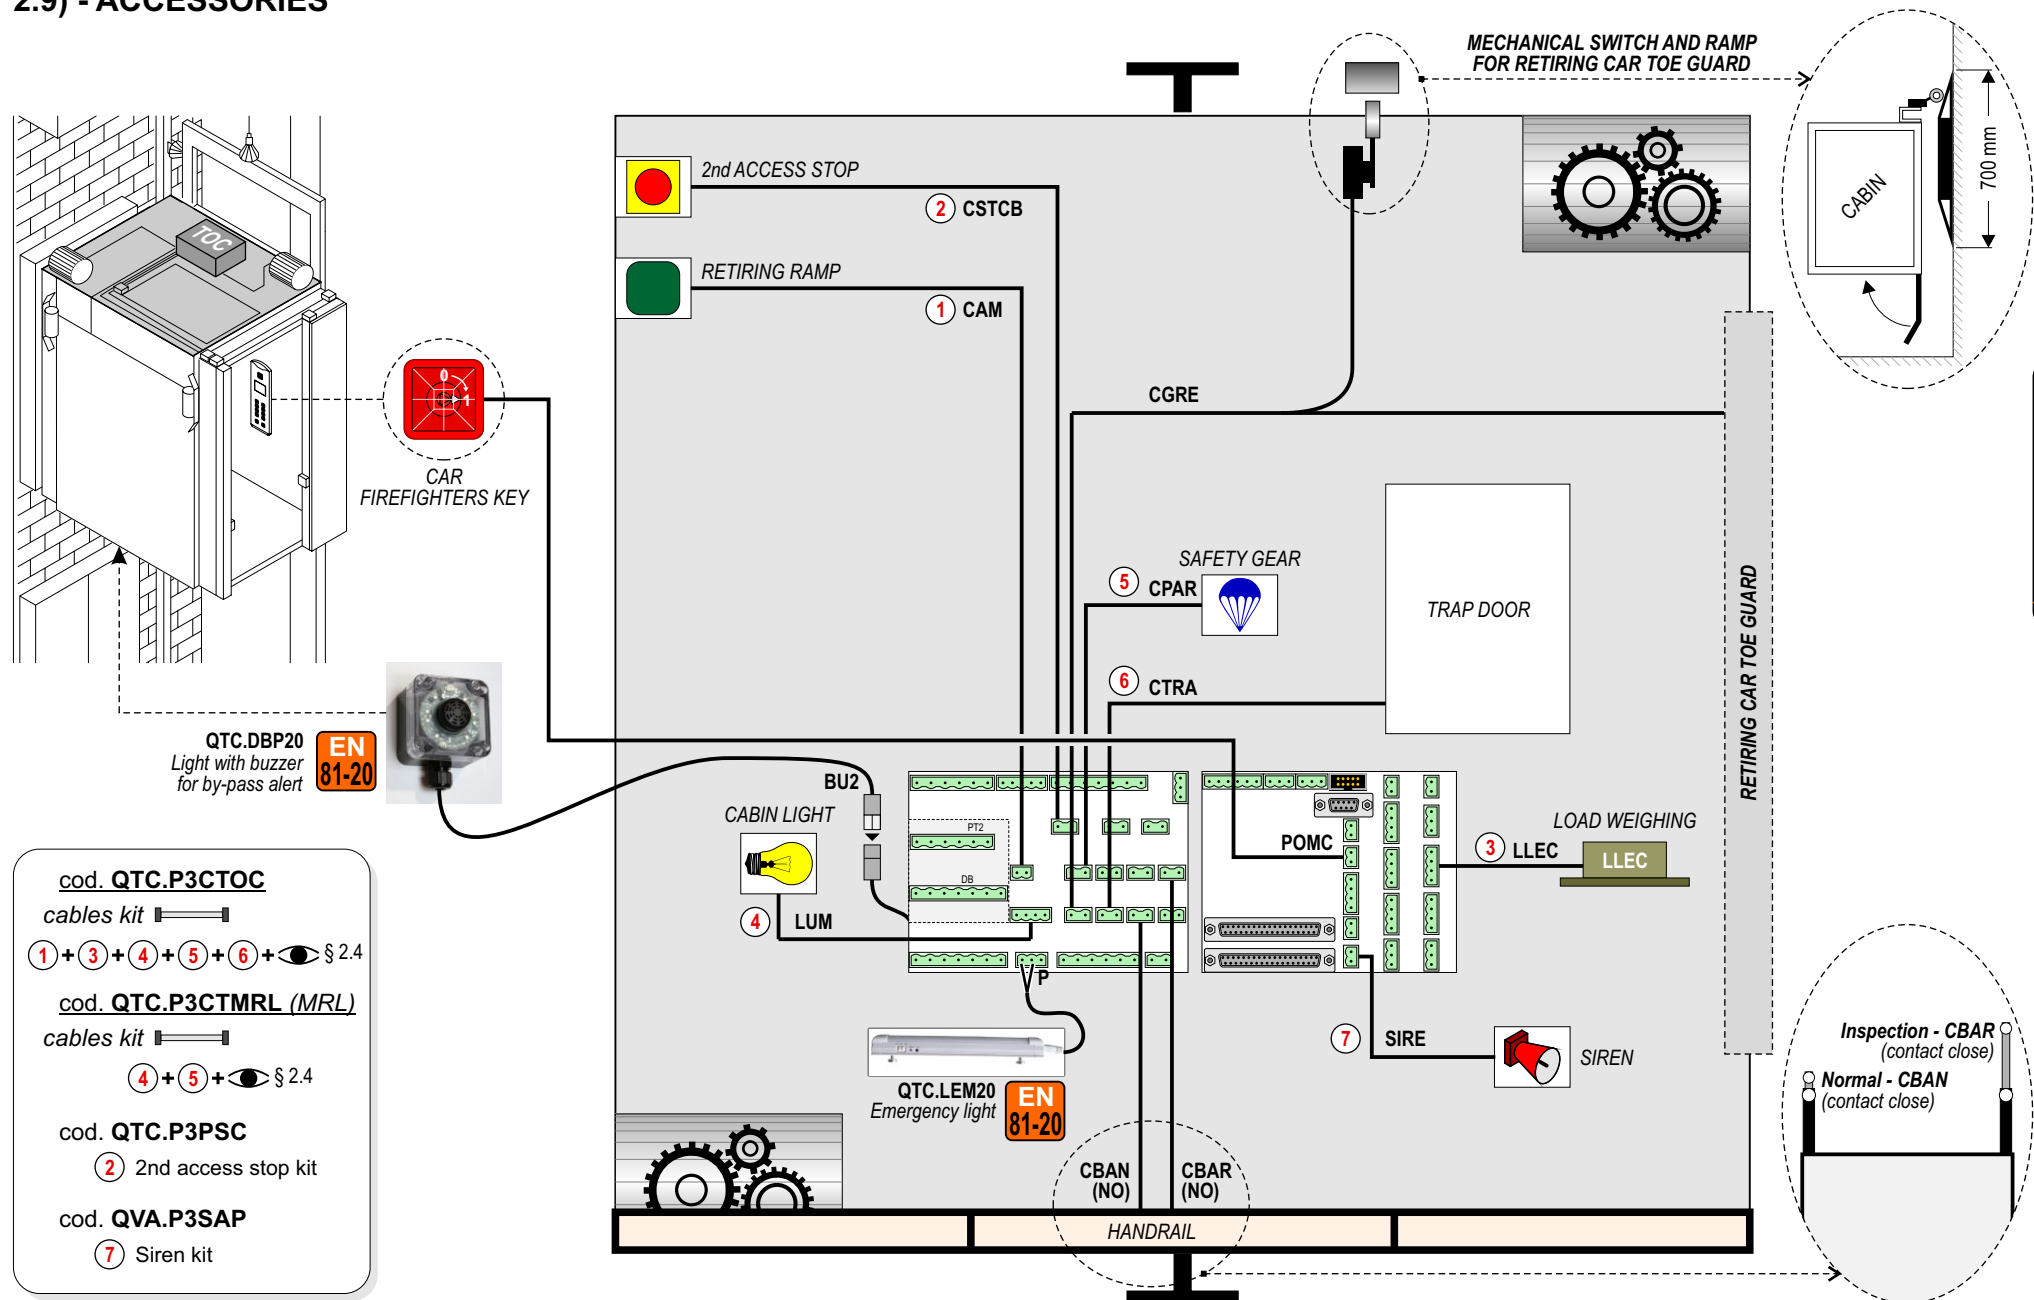 2.9) - ACCESSORIES
MECHANICAL SWITCH AND RAMP
FOR RETIRING CAR TOE GUARD
700 mm
CABIN
2nd ACCESS STOP
2 CSTCB
RETIRING RAMP
1 CAM
TOC
0
1
CAR
FIREFIGHTERS KEY
CGRE
SAFETY GEAR
5 CPAR
TRAP DOOR
6 CTRA
RETIRING CAR TOE GUARD
QTC.DBP20
Light with buzzer
for by-pass alert
EN
81-20
BU2
CABIN LIGHT
4 LUM
PT2
DB
P
POMC
LOAD WEIGHING
3 LLEC
LLEC
7 SIRE
SIREN
QTC.LEM20
Emergency light
EN
81-20
CBAN
(NO)
CBAR
(NO)
HANDRAIL
Inspection - CBAR
(contact close)
Normal - CBAN
(contact close)
cod. QTC.P3CTOC
cables kit
1 + 3 + 4 + 5 + 6 + § 2.4
cod. QTC.P3CTMRL (MRL)
cables kit
4 + 5 + § 2.4
cod. QTC.P3PSC
2 2nd access stop kit
cod. QVA.P3SAP
7 Siren kit